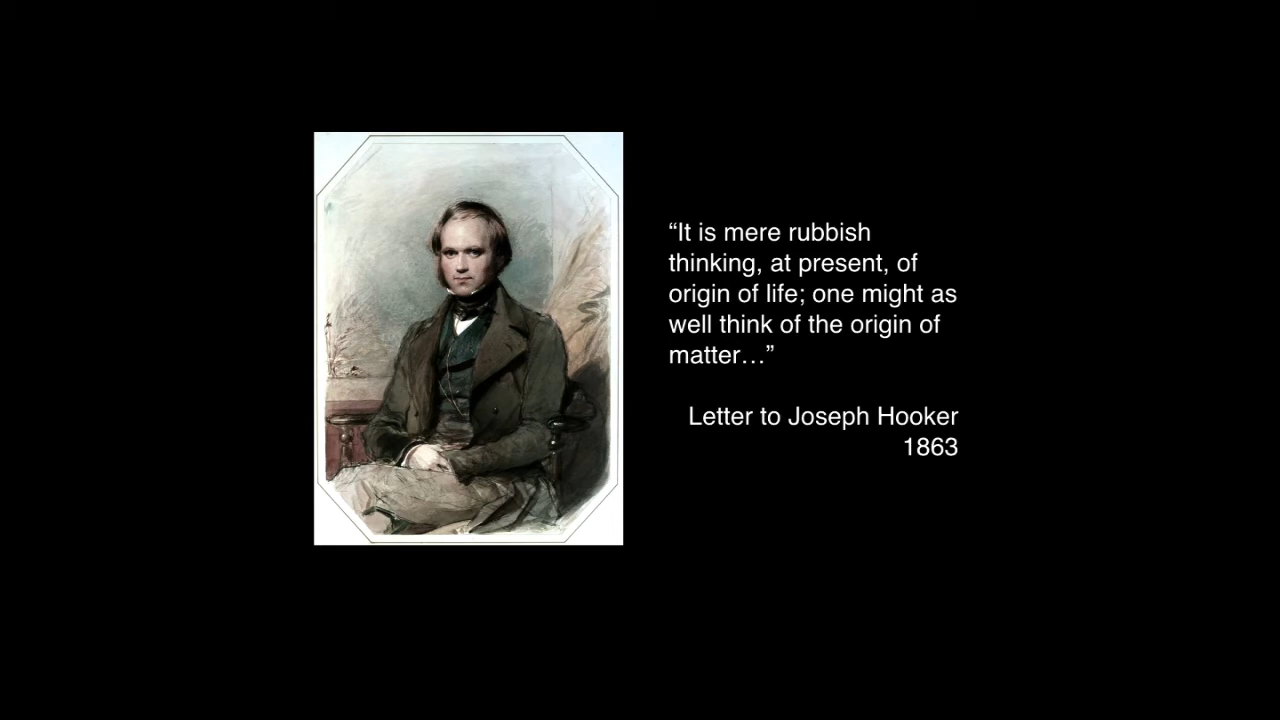 “It is mere rubbish
thinking, at present, of
origin of life; one might as
well think of the origin of
matter…”
Letter to Joseph Hooker
1863